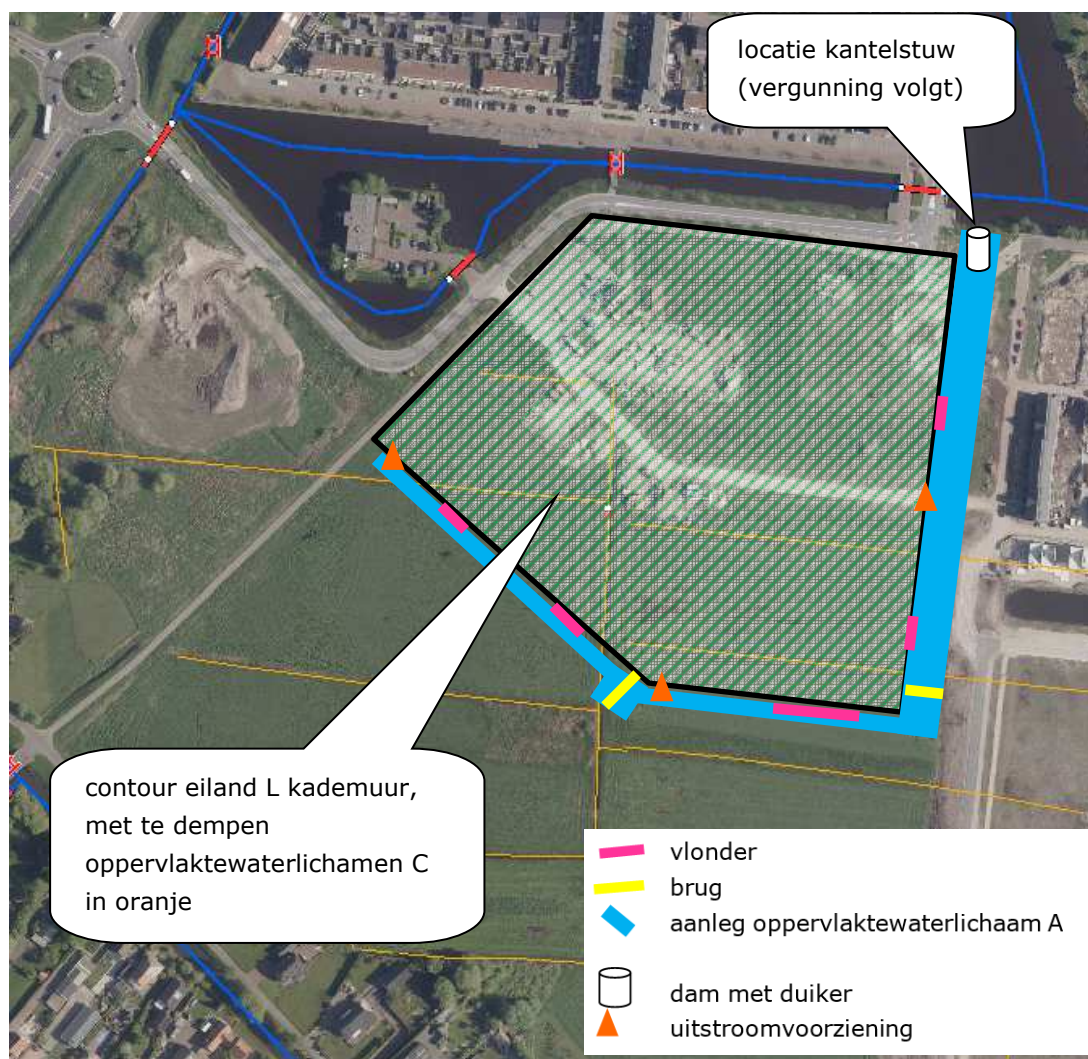 locatie kantelstuw
(vergunning volgt)
contour eiland L kademuur,
met te dempen
oppervlaktewaterlichamen C
in oranje
vlonder
brug
aanleg oppervlaktewaterlichaam A
dam met duiker
uitstroomvoorziening